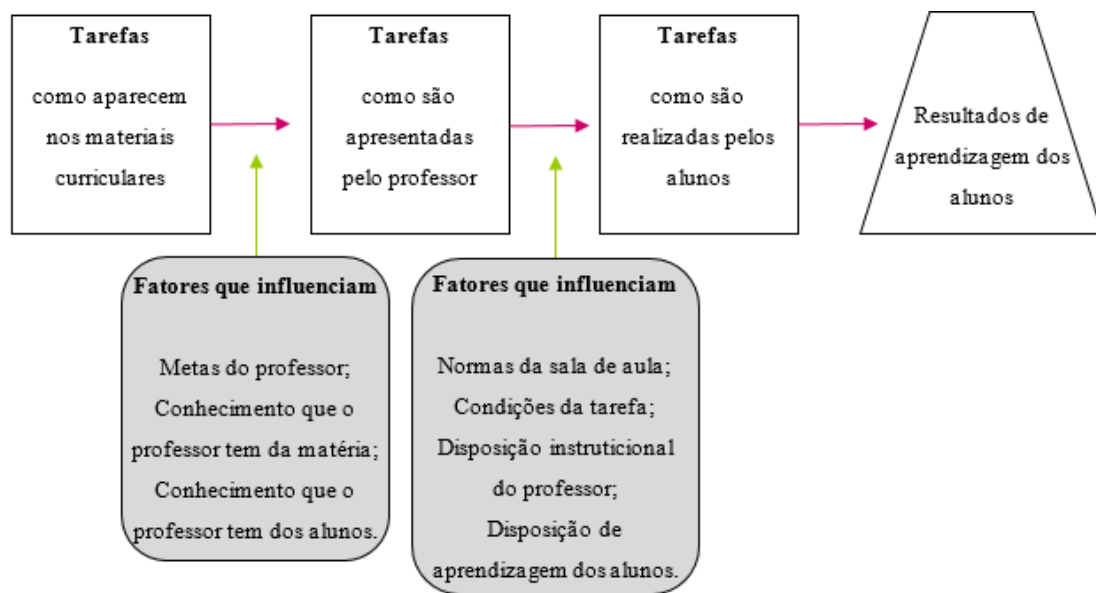 Tarefas
como aparecem
nos materiais
curriculares
Tarefas
como são
apresentadas
pelo professor
Tarefas
como são
realizadas pelos
alunos
Resultados de
aprendizagem dos
alunos
Fatores que influenciam
Metas do professor;
Conhecimento que o
professor tem da matéria;
Conhecimento que o
professor tem dos alunos.
Fatores que influenciam
Normas da sala de aula;
Condições da tarefa;
Disposição instruticional
do professor;
Disposição de
aprendizagem dos alunos.